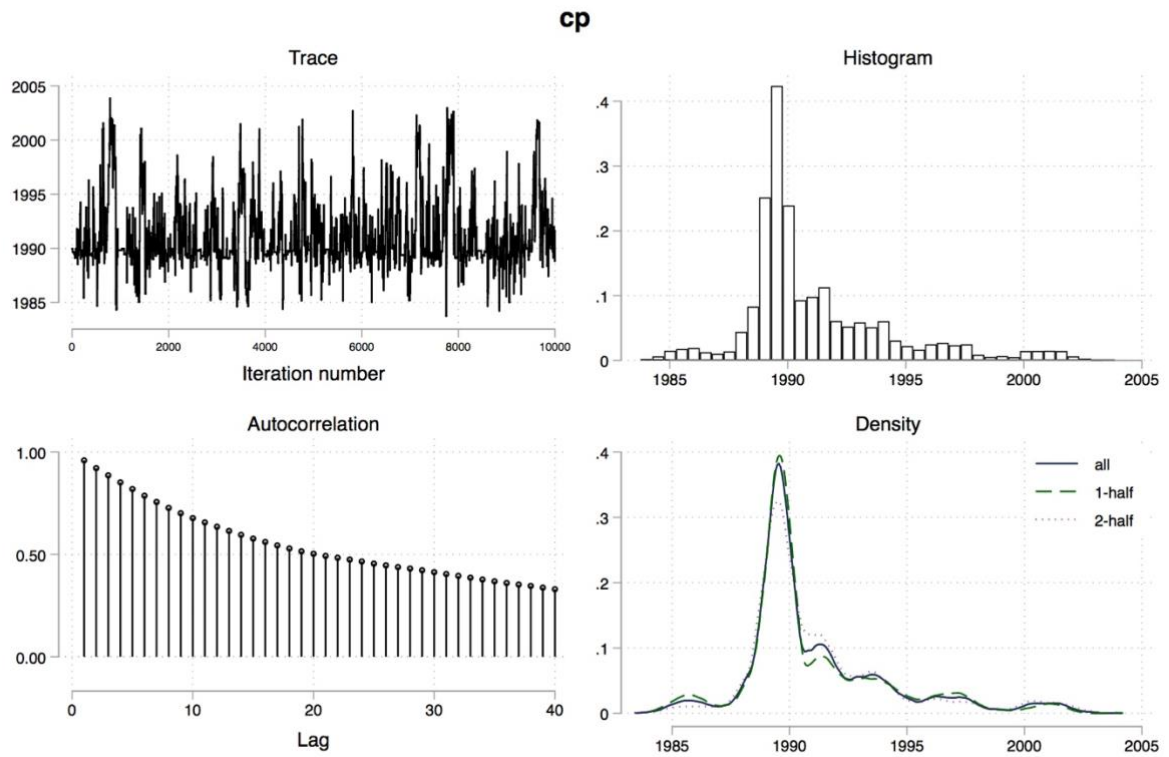 cp
Trace
2005
2000
1995
1990
1985
0 2000 4000 6000 8000 10000
Iteration number
Histogram
.4
.3
.2
.1
0
1985 1990 1995 2000 2005
Autocorrelation
1.00
0.50
0.00
0 10 20 30 40
Lag
Density
.4
.3
.2
.1
0
1985 1990 1995 2000 2005
all
1-half
2-half